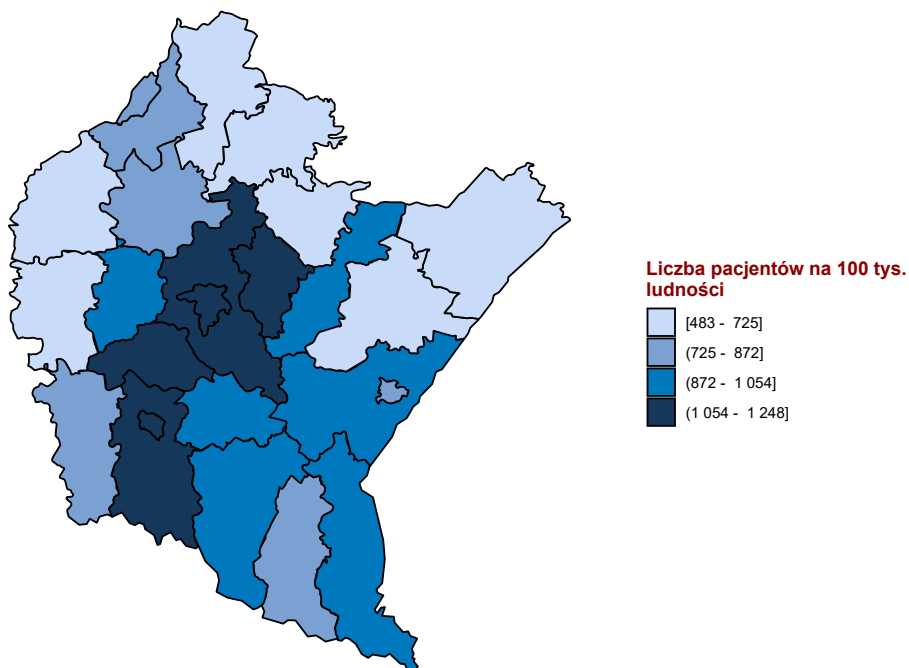 Liczba pacjentów na 100 tys.
ludności
[483 - 725]
(725 - 872]
(872 - 1 054]
(1 054 - 1 248]